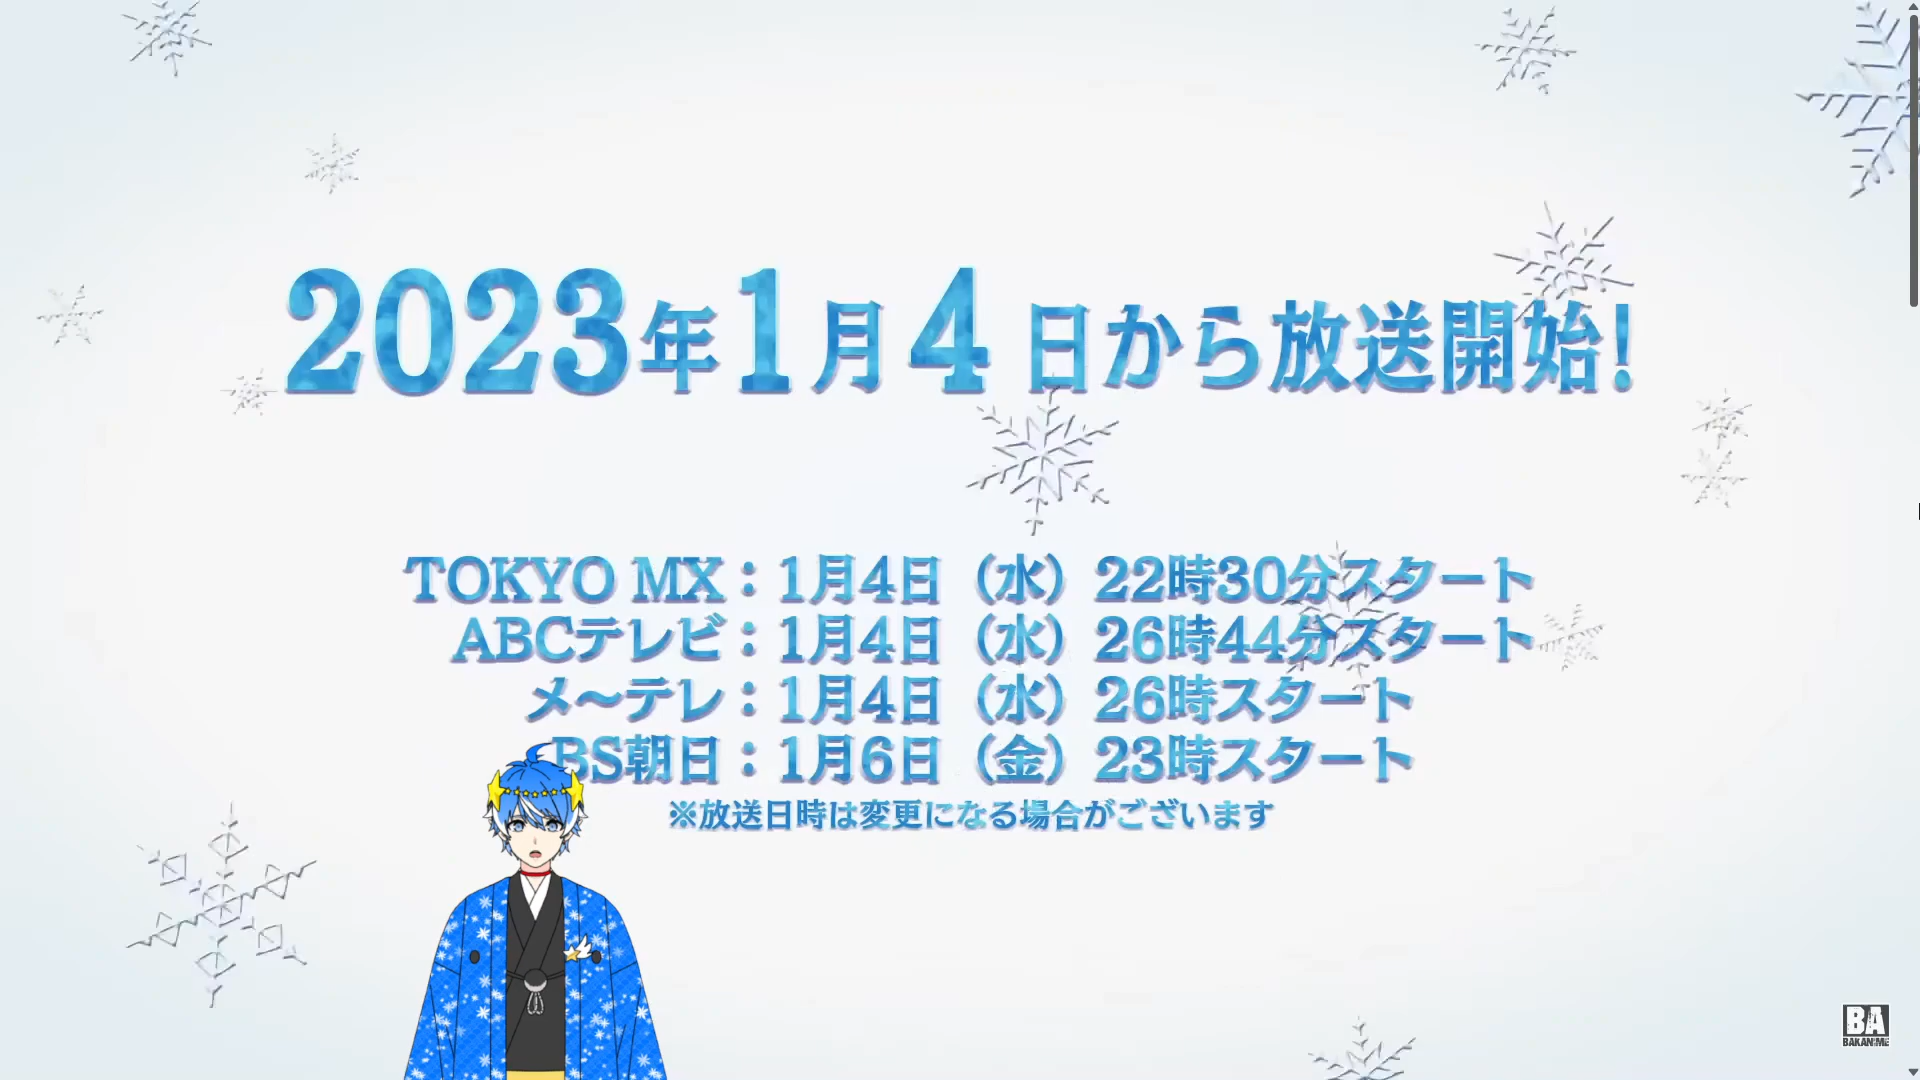 2023年1月4日から放送開始!
TOKYO MX:1月4日(水)22時30分スタート
ABCテレビ:1月4日(水)26時44分スタート
メ~テレ:1月4日(水)26時スタート
BS朝日:1月6日(金)23時スタート
※放送日時は変更になる場合がございます
BA
BAKANIME